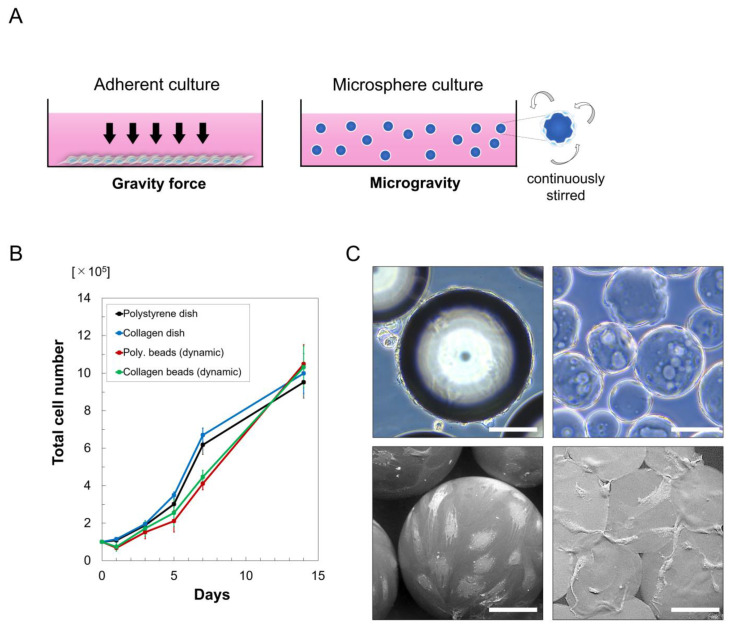 A
Adherent culture
Gravity force
Microsphere culture
Microgravity
continuously
stirred
B
[×10⁵]
Total cell number
14
12
10
8
6
4
2
0
Polystyrene dish
Collagen dish
Poly. beads (dynamic)
Collagen beads (dynamic)
0 5 10 15
Days
C